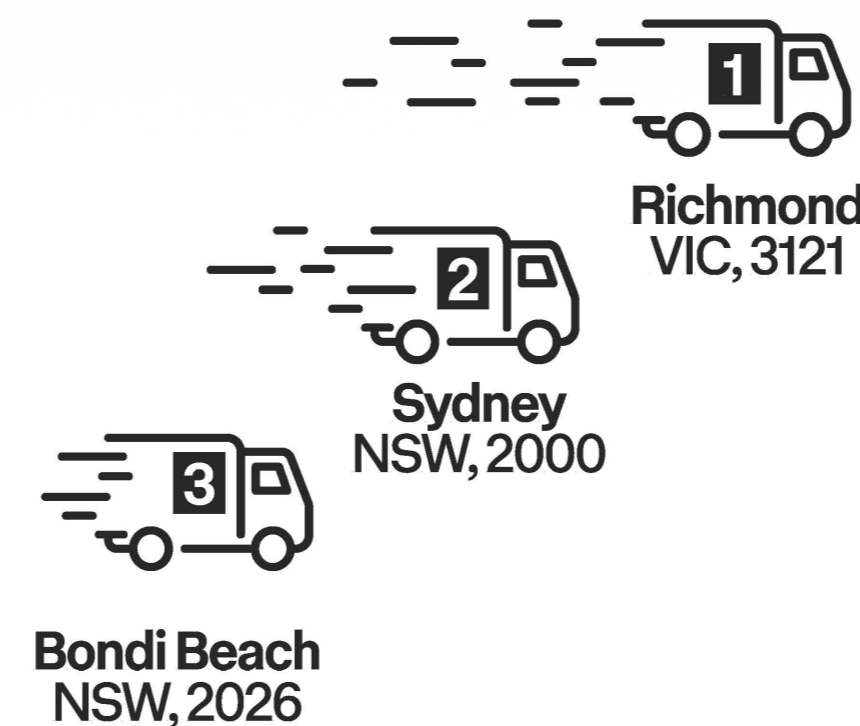 1
Richmond
VIC, 3121
2
Sydney
NSW, 2000
3
Bondi Beach
NSW, 2026